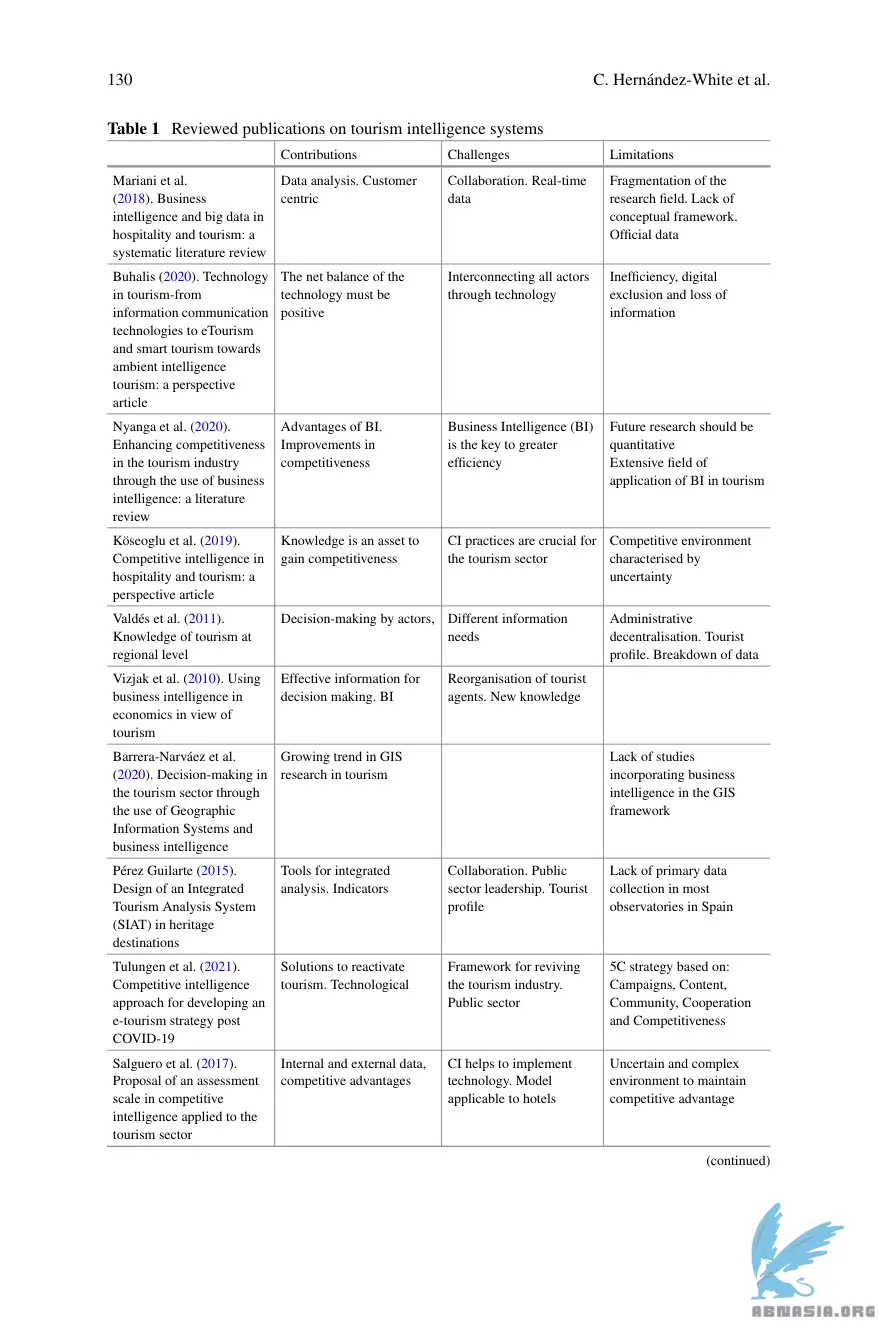 130
C. Hernández-White et al.
Table 1 Reviewed publications on tourism intelligence systems
Contributions
Challenges
Limitations
Mariani et al.
(2018). Business
intelligence and big data in
hospitality and tourism: a
systematic literature review
Data analysis. Customer
centric
Collaboration. Real-time
data
Fragmentation of the
research field. Lack of
conceptual framework.
Official data
Buhalis (2020). Technology
in tourism-from
information communication
technologies to eTourism
and smart tourism towards
ambient intelligence
tourism: a perspective
article
The net balance of the
technology must be
positive
Interconnecting all actors
through technology
Inefficiency, digital
exclusion and loss of
information
Nyanga et al. (2020).
Enhancing competitiveness
in the tourism industry
through the use of business
intelligence: a literature
review
Advantages of BI.
Improvements in
competitiveness
Business Intelligence (BI)
is the key to greater
efficiency
Future research should be
quantitative
Extensive field of
application of BI in tourism
Köseoglu et al. (2019).
Competitive intelligence in
hospitality and tourism: a
perspective article
Knowledge is an asset to
gain competitiveness
CI practices are crucial for
the tourism sector
Competitive environment
characterised by
uncertainty
Valdés et al. (2011).
Knowledge of tourism at
regional level
Decision-making by actors,
Different information
needs
Administrative
decentralisation. Tourist
profile. Breakdown of data
Vizjak et al. (2010). Using
business intelligence in
economics in view of
tourism
Effective information for
decision making. BI
Reorganisation of tourist
agents. New knowledge
Barrera-Narváez et al.
(2020). Decision-making in
the tourism sector through
the use of Geographic
Information Systems and
business intelligence
Growing trend in GIS
research in tourism
Lack of studies
incorporating business
intelligence in the GIS
framework
Pérez Guilarte (2015).
Design of an Integrated
Tourism Analysis System
(SIAT) in heritage
destinations
Tools for integrated
analysis. Indicators
Collaboration. Public
sector leadership. Tourist
profile
Lack of primary data
collection in most
observatories in Spain
Tulungen et al. (2021).
Competitive intelligence
approach for developing an
e-tourism strategy post
COVID-19
Solutions to reactivate
tourism. Technological
Framework for reviving
the tourism industry.
Public sector
5C strategy based on:
Campaigns, Content,
Community, Cooperation
and Competitiveness
Salguero et al. (2017).
Proposal of an assessment
scale in competitive
intelligence applied to the
tourism sector
Internal and external data,
competitive advantages
CI helps to implement
technology. Model
applicable to hotels
Uncertain and complex
environment to maintain
competitive advantage
(continued)
ABNASIA.ORG